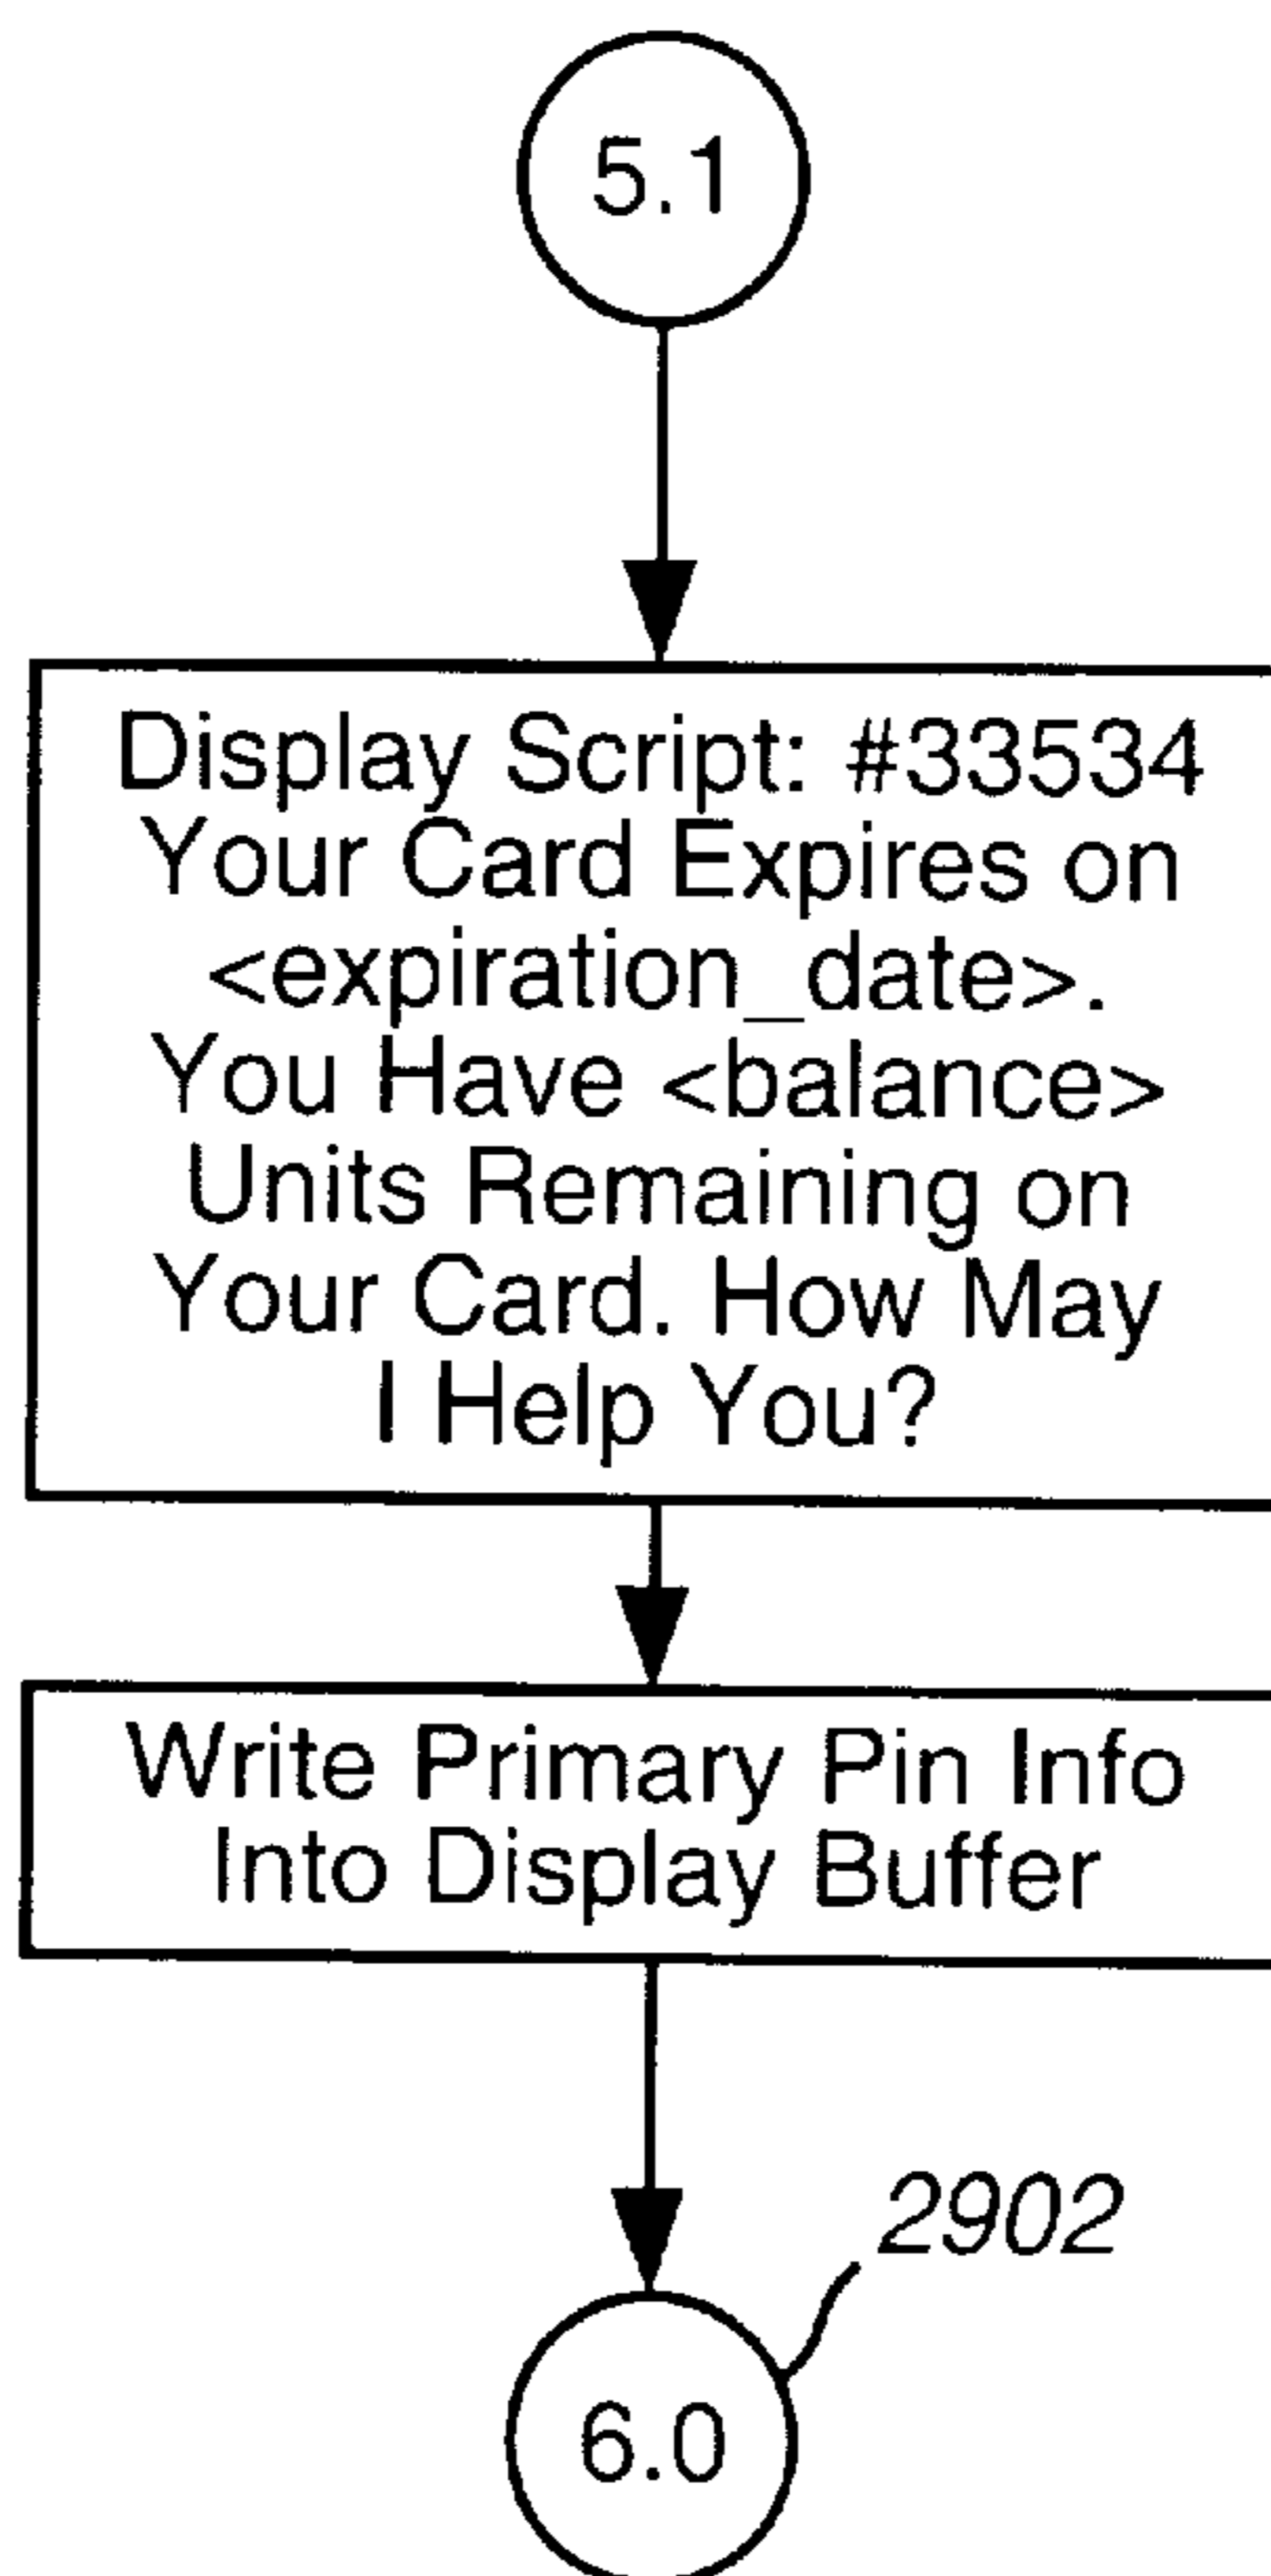 5.1
Display Script: #33534
Your Card Expires on
<expiration_date>.
You Have <balance>
Units Remaining on
Your Card. How May
I Help You?
Write Primary Pin Info
Into Display Buffer
2902
6.0